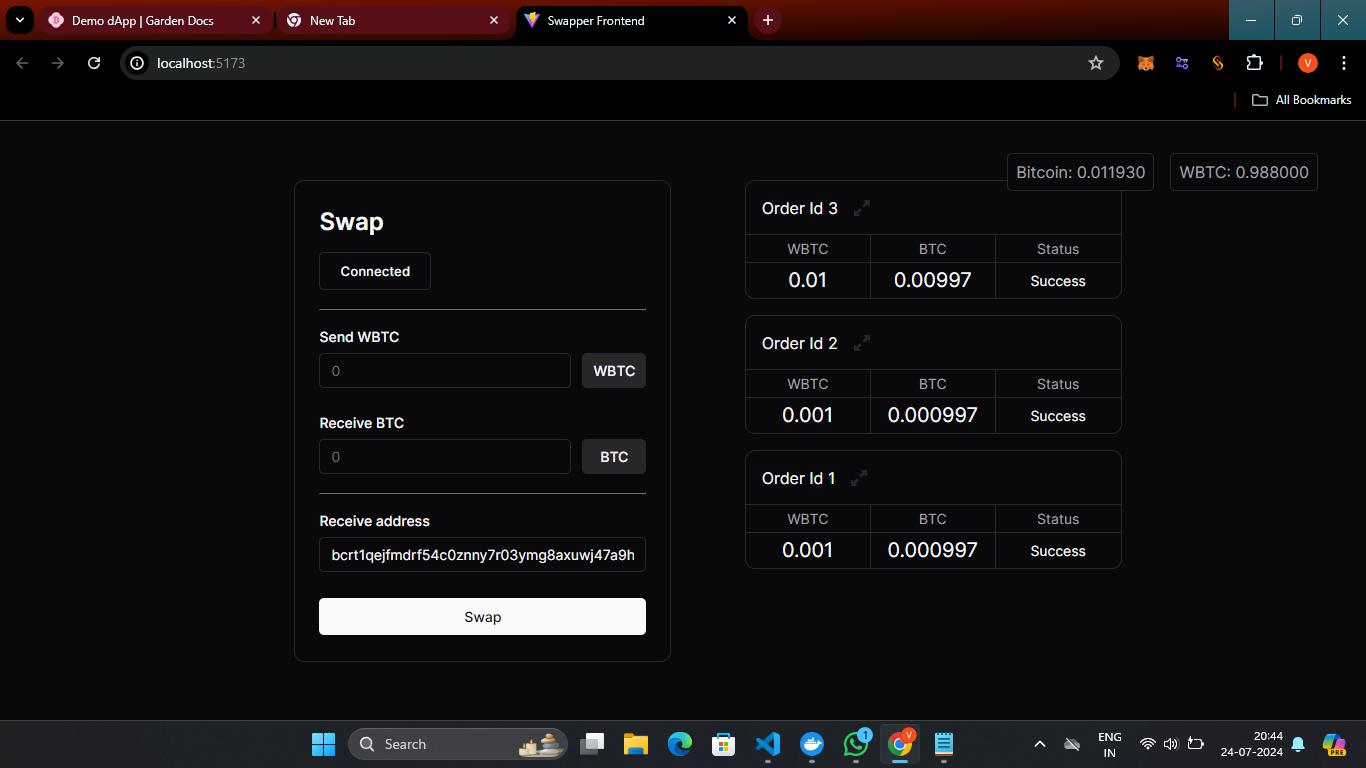 Demo dApp | Garden Docs
New Tab
Swapper Frontend
localhost:5173
V
All Bookmarks
Bitcoin: 0.011930
WBTC: 0.988000
Swap
Connected
Send WBTC
0
WBTC
Receive BTC
0
BTC
Receive address
bcrt1qejfmdrf54c0znny7r03ymg8axuwj47a9h
Swap
Order Id 3
WBTC BTC Status
0.01 0.00997 Success
Order Id 2
WBTC BTC Status
0.001 0.000997 Success
Order Id 1
WBTC BTC Status
0.001 0.000997 Success
Search
1
V
ENG
IN
20:44
24-07-2024
PRE